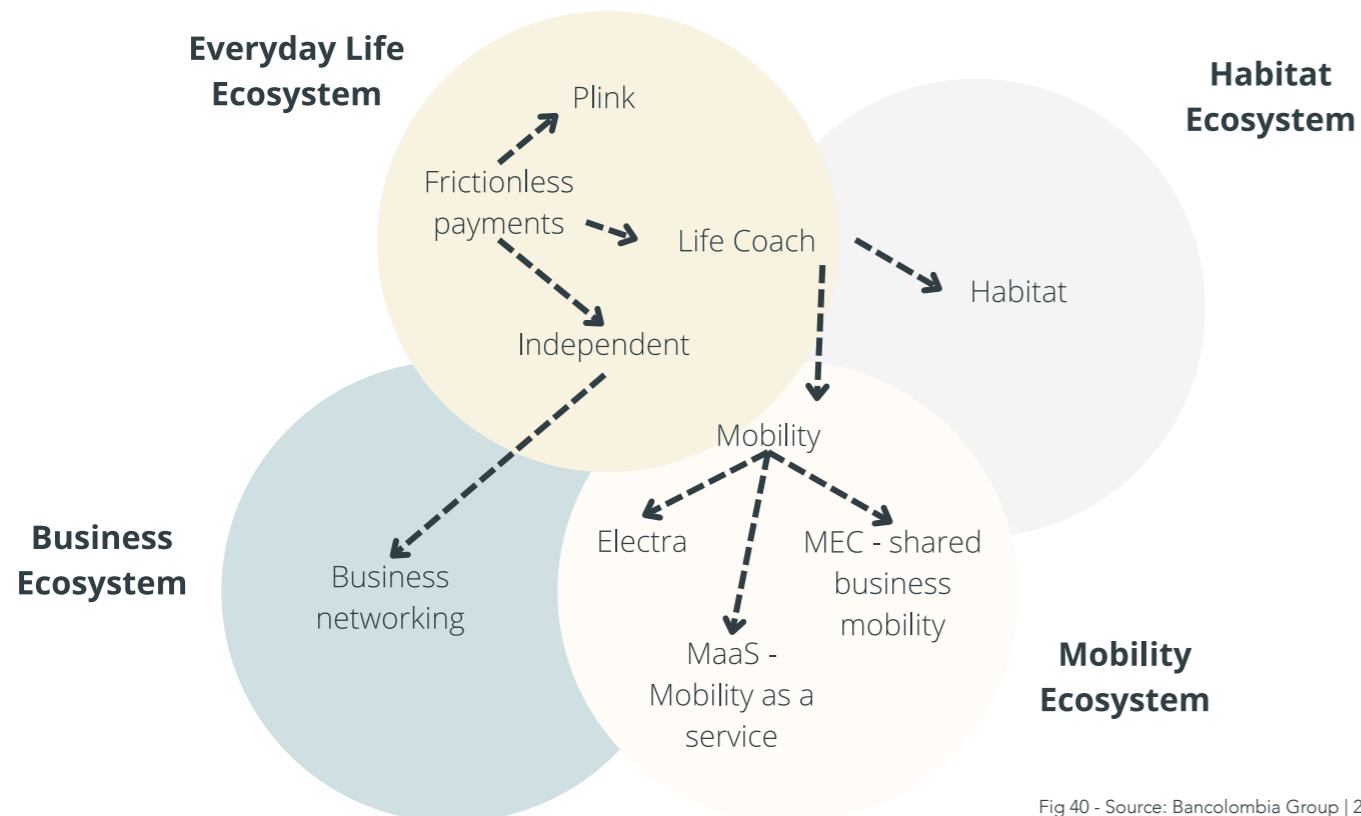 Everyday Life
Ecosystem
Habitat
Ecosystem
Plink
Frictionless
payments
Life Coach
Habitat
Independent
Mobility
Business
Ecosystem
Business
networking
Electra
MEC - shared
business
mobility
MaaS -
Mobility as a
service
Mobility
Ecosystem
Fig 40 - Source: Bancolombia Group | 2